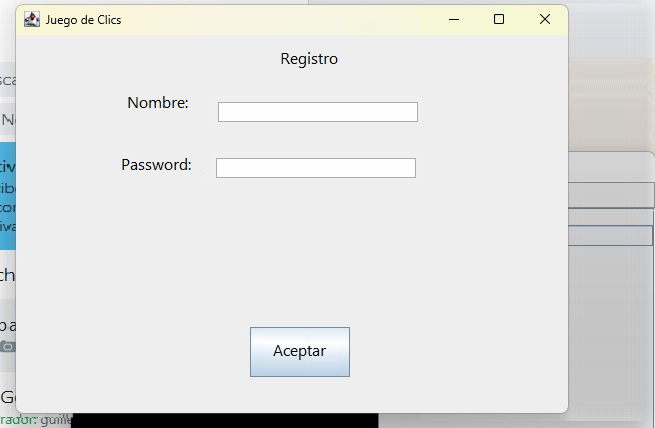 Juego de Clics
Registro
Nombre:
Password:
Aceptar